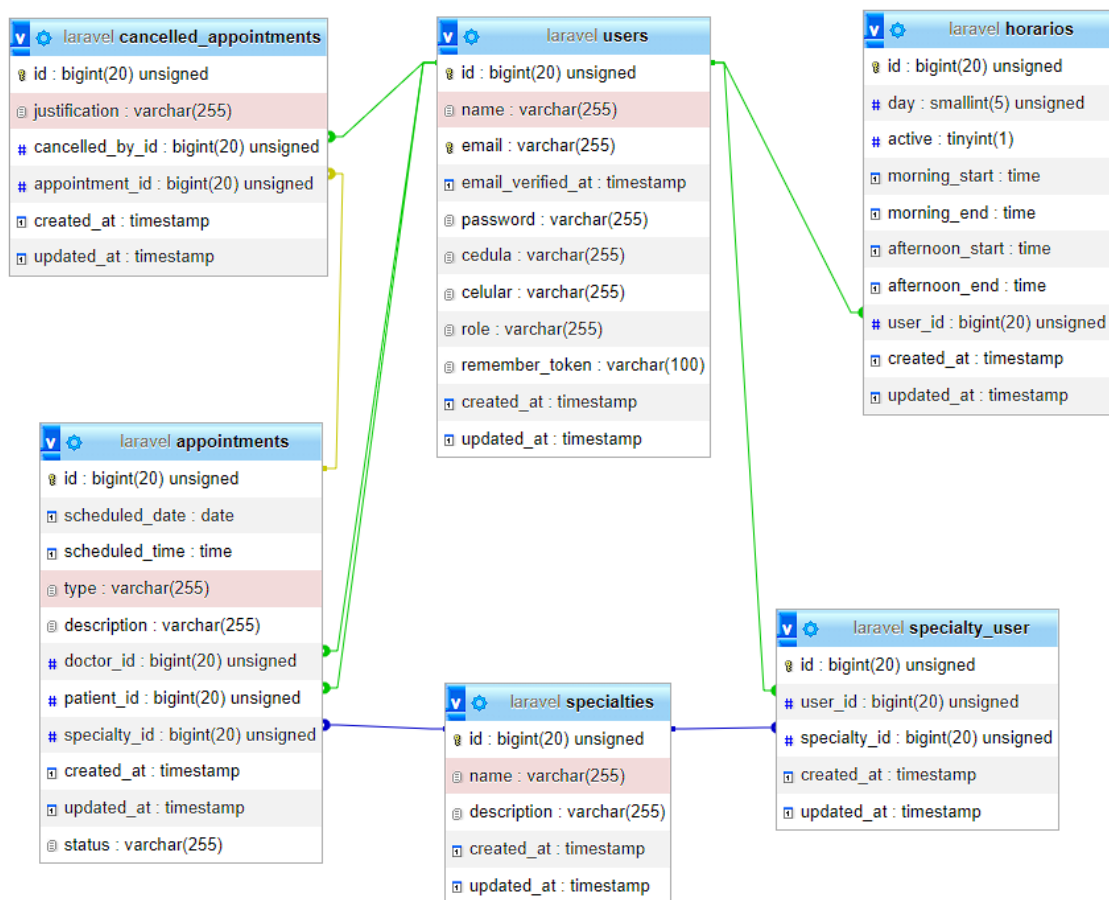 laravel cancelled_appointments
id : bigint(20) unsigned
justification : varchar(255)
cancelled_by_id : bigint(20) unsigned
appointment_id : bigint(20) unsigned
created_at : timestamp
updated_at : timestamp
laravel users
id : bigint(20) unsigned
name : varchar(255)
email : varchar(255)
email_verified_at : timestamp
password : varchar(255)
cedula : varchar(255)
celular : varchar(255)
role : varchar(255)
remember_token : varchar(100)
created_at : timestamp
updated_at : timestamp
laravel horarios
id : bigint(20) unsigned
day : smallint(5) unsigned
active : tinyint(1)
morning_start : time
morning_end : time
afternoon_start : time
afternoon_end : time
user_id : bigint(20) unsigned
created_at : timestamp
updated_at : timestamp
laravel appointments
id : bigint(20) unsigned
scheduled_date : date
scheduled_time : time
type : varchar(255)
description : varchar(255)
doctor_id : bigint(20) unsigned
patient_id : bigint(20) unsigned
specialty_id : bigint(20) unsigned
created_at : timestamp
updated_at : timestamp
status : varchar(255)
laravel specialties
id : bigint(20) unsigned
name : varchar(255)
description : varchar(255)
created_at : timestamp
updated_at : timestamp
laravel specialty_user
id : bigint(20) unsigned
user_id : bigint(20) unsigned
specialty_id : bigint(20) unsigned
created_at : timestamp
updated_at : timestamp